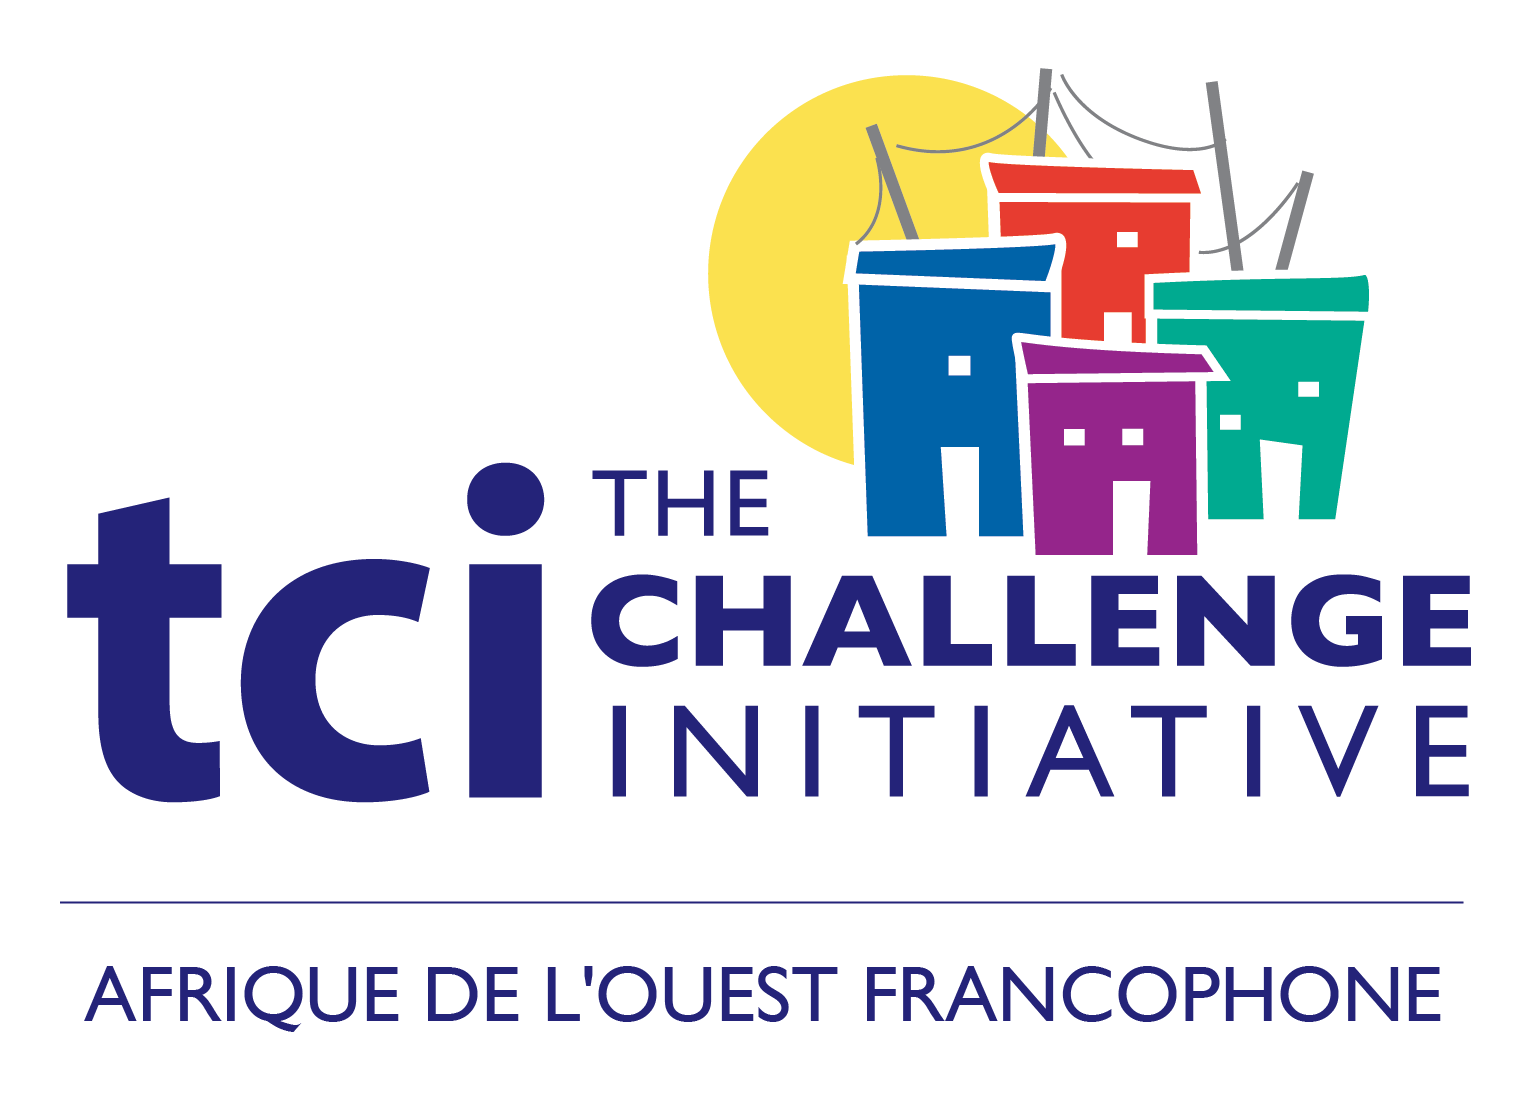 tci
THE
CHALLENGE
INITIATIVE
AFRIQUE DE L'OUEST FRANCOPHONE